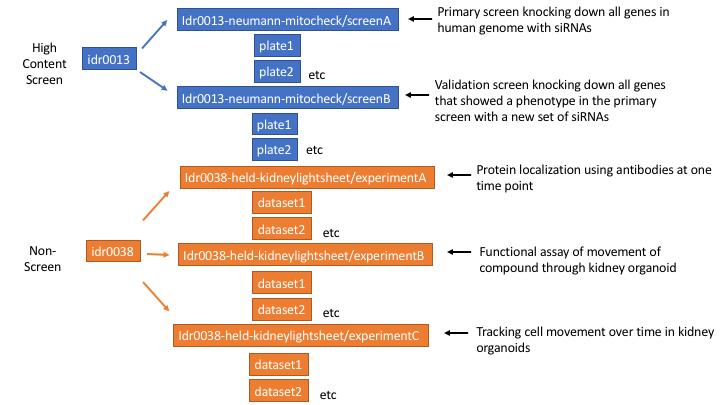 High
Content
Screen
idr0013
Idr0013-neumann-mitocheck/screenA
Primary screen knocking down all genes in
human genome with siRNAs
plate1
plate2
etc
Idr0013-neumann-mitocheck/screenB
Validation screen knocking down all genes
that showed a phenotype in the primary
screen with a new set of siRNAs
plate1
plate2
etc
Non-
Screen
idr0038
Idr0038-held-kidneylightsheet/experimentA
Protein localization using antibodies at one
time point
dataset1
dataset2
etc
Idr0038-held-kidneylightsheet/experimentB
Functional assay of movement of
compound through kidney organoid
dataset1
dataset2
etc
Idr0038-held-kidneylightsheet/experimentC
Tracking cell movement over time in kidney
organoids
dataset1
dataset2
etc